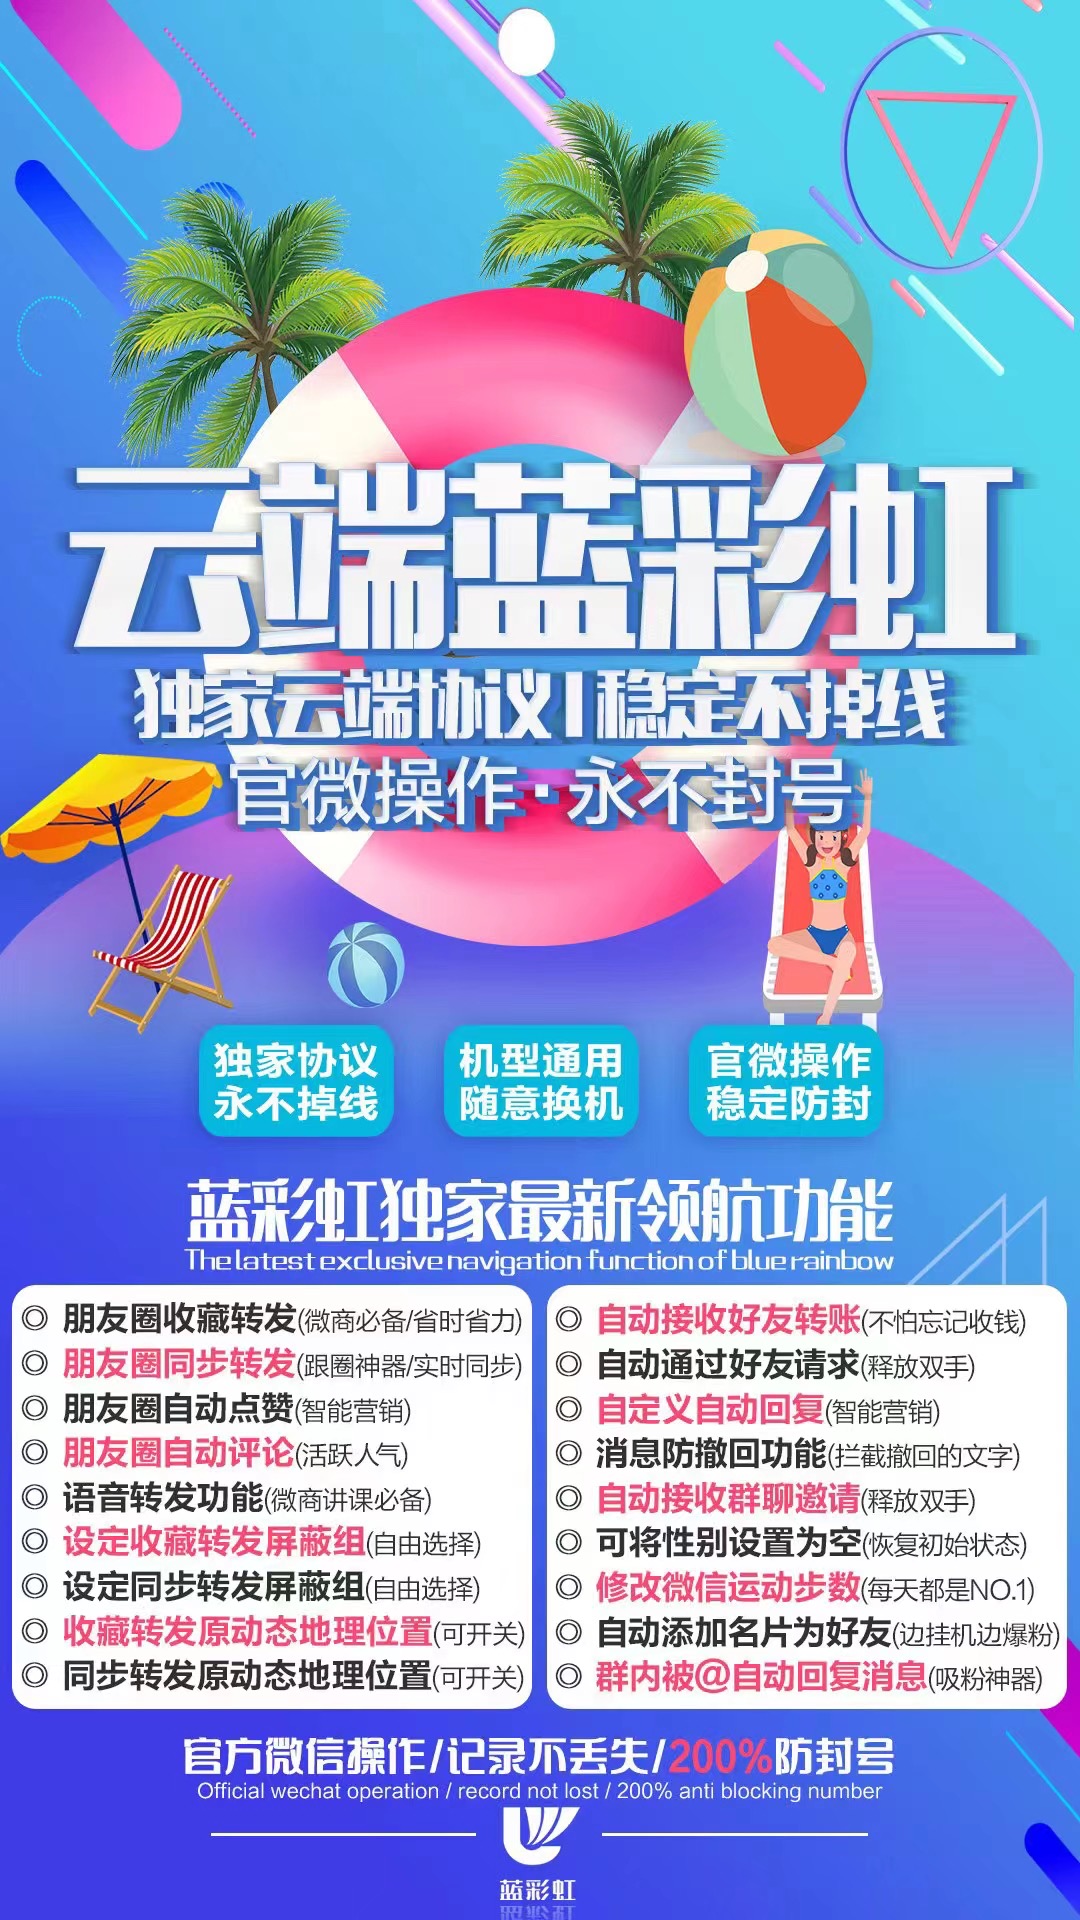 云端蓝彩虹
独家云端协议|稳定不掉线
官微操作·永不封号
独家协议
永不掉线
机型通用
随意换机
官微操作
稳定防封
蓝彩虹独家最新领航功能
The latest exclusive navigation function of blue rainbow
◎ 朋友圈收藏转发(微商必备/省时省力)
◎ 朋友圈同步转发(跟圈神器/实时同步)
◎ 朋友圈自动点赞(智能营销)
◎ 朋友圈自动评论(活跃人气)
◎ 语音转发功能(微商讲课必备)
◎ 设定收藏转发屏蔽组(自由选择)
◎ 设定同步转发屏蔽组(自由选择)
◎ 收藏转发原动态地理位置(可开关)
◎ 同步转发原动态地理位置(可开关)
◎ 自动接收好友转账(不怕忘记收钱)
◎ 自动通过好友请求(释放双手)
◎ 自定义自动回复(智能营销)
◎ 消息防撤回功能(拦截撤回的文字)
◎ 自动接收群聊邀请(释放双手)
◎ 可将性别设置为空(恢复初始状态)
◎ 修改微信运动步数(每天都是NO.1)
◎ 自动添加名片为好友(边挂机边爆粉)
◎ 群内被@自动回复消息(吸粉神器)
官方微信操作/记录不丢失/200%防封号
Official wechat operation / record not lost / 200% anti blocking number
蓝彩虹